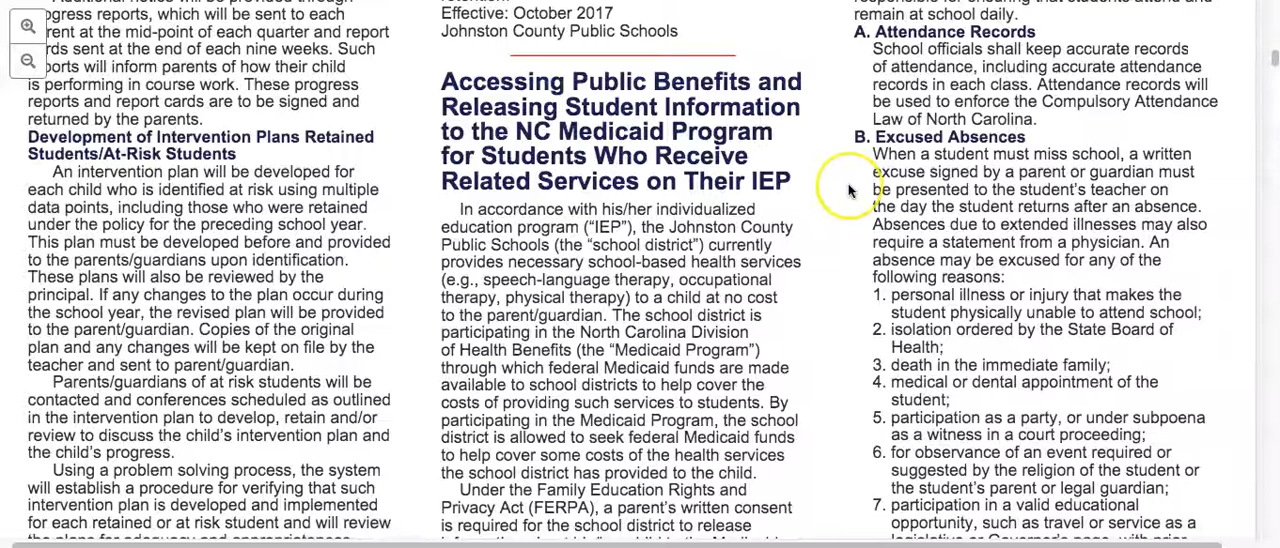 ogress reports, which will be sent to each
rent at the mid-point of each quarter and report
rds sent at the end of each nine weeks. Such
ports will inform parents of how their child
is performing in course work. These progress
reports and report cards are to be signed and
returned by the parents.
Development of Intervention Plans Retained
Students/At-Risk Students
An intervention plan will be developed for
each child who is identified at risk using multiple
data points, including those who were retained
under the policy for the preceding school year.
This plan must be developed before and provided
to the parents/guardians upon identification.
These plans will also be reviewed by the
principal. If any changes to the plan occur during
the school year, the revised plan will be provided
to the parent/guardian. Copies of the original
plan and any changes will be kept on file by the
teacher and sent to parent/guardian.
Parents/guardians of at risk students will be
contacted and conferences scheduled as outlined
in the intervention plan to develop, retain and/or
review to discuss the child's intervention plan and
the child's progress.
Using a problem solving process, the system
will establish a procedure for verifying that such
intervention plan is developed and implemented
for each retained or at risk student and will review
Effective: October 2017
Johnston County Public Schools
Accessing Public Benefits and
Releasing Student Information
to the NC Medicaid Program
for Students Who Receive
Related Services on Their IEP
In accordance with his/her individualized
education program (“IEP”), the Johnston County
Public Schools (the “school district”) currently
provides necessary school-based health services
(e.g., speech-language therapy, occupational
therapy, physical therapy) to a child at no cost
to the parent/guardian. The school district is
participating in the North Carolina Division
of Health Benefits (the “Medicaid Program”)
through which federal Medicaid funds are made
available to school districts to help cover the
costs of providing such services to students. By
participating in the Medicaid Program, the school
district is allowed to seek federal Medicaid funds
to help cover some costs of the health services
the school district has provided to the child.
Under the Family Education Rights and
Privacy Act (FERPA), a parent's written consent
is required for the school district to release
remain at school daily.
A. Attendance Records
School officials shall keep accurate records
of attendance, including accurate attendance
records in each class. Attendance records will
be used to enforce the Compulsory Attendance
Law of North Carolina.
B. Excused Absences
When a student must miss school, a written
excuse signed by a parent or guardian must
be presented to the student's teacher on
the day the student returns after an absence.
Absences due to extended illnesses may also
require a statement from a physician. An
absence may be excused for any of the
following reasons:
1. personal illness or injury that makes the
student physically unable to attend school;
2. isolation ordered by the State Board of
Health;
3. death in the immediate family;
4. medical or dental appointment of the
student;
5. participation as a party, or under subpoena
as a witness in a court proceeding;
6. for observance of an event required or
suggested by the religion of the student or
the student's parent or legal guardian;
7. participation in a valid educational
opportunity, such as travel or service as a